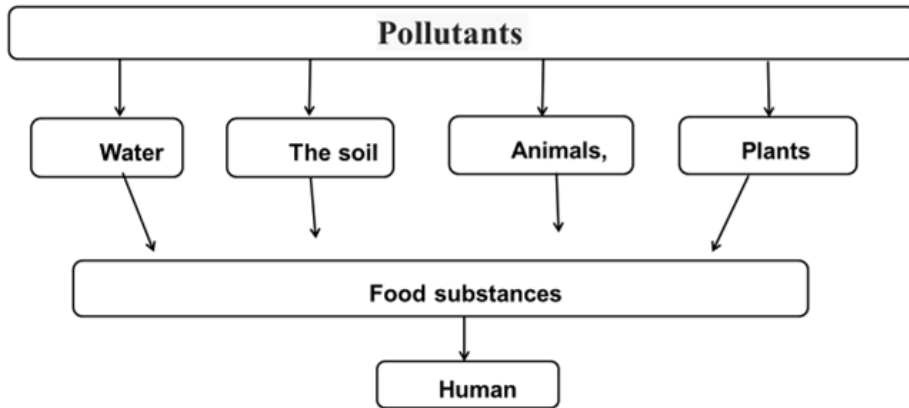 Pollutants
Water
The soil
Animals,
Plants
Food substances
Human